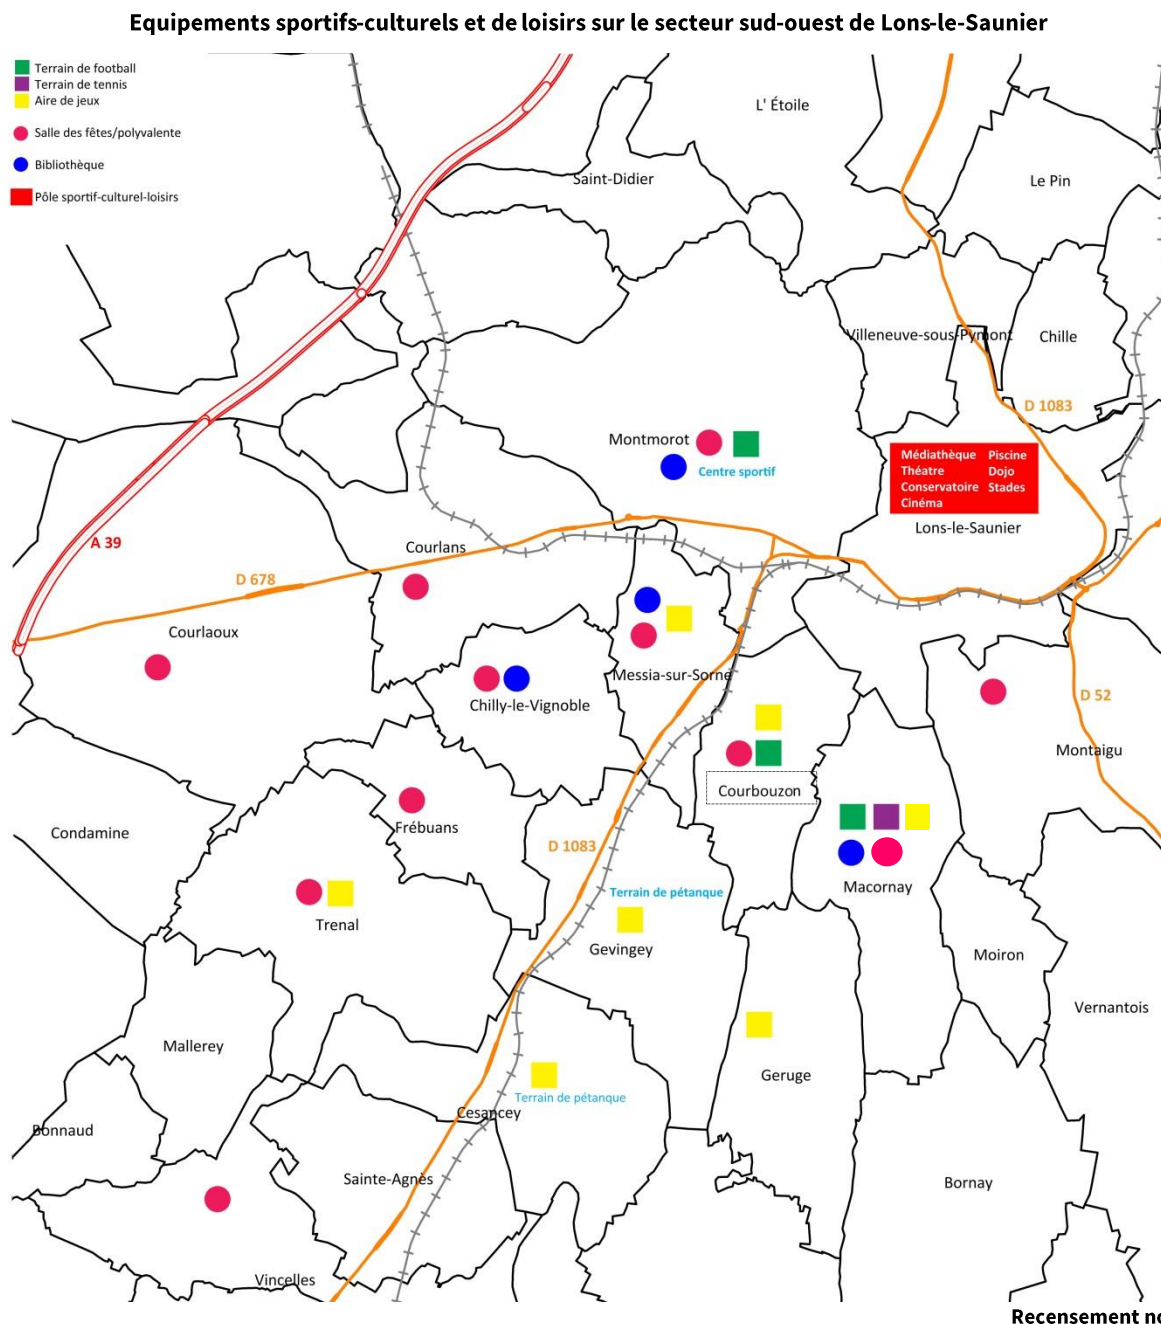 Equipements sportifs-culturels et de loisirs sur le secteur sud-ouest de Lons-le-Saunier
Terrain de football
Terrain de tennis
Aire de jeux
Salle des fêtes/polyvalente
Bibliothèque
Pôle sportif-culturel-loisirs
L' Étoile
Saint-Didier
Le Pin
Villeneuve-sous-Pymont
Chille
D 1083
Montmorot
Centre sportif
Médiathèque Piscine
Théatre Dojo
Conservatoire Stades
Cinéma
Lons-le-Saunier
A 39
Courlans
D 678
Courlaoux
Messia-sur-Sorne
Chilly-le-Vignoble
D 52
Montaigu
Courbouzon
Condamine
Frébuans
D 1083
Macornay
Terrain de pétanque
Trenal
Gevingey
Moiron
Vernantois
Mallerey
Geruge
Terrain de pétanque
Cesancey
Bonnaud
Sainte-Agnès
Bornay
Vincelles
Recensement